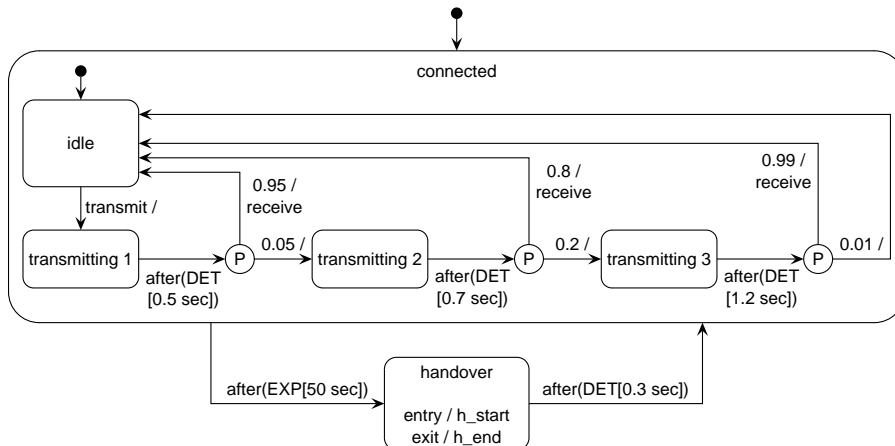 connected
idle
0.95 /
receive
0.8 /
receive
0.99 /
receive
transmit /
transmitting 1
after(DET
[0.5 sec])
P
0.05 /
transmitting 2
after(DET
[0.7 sec])
P
0.2 /
transmitting 3
after(DET
[1.2 sec])
P
0.01 /
after(EXP[50 sec])
handover
entry / h_start
exit / h_end
after(DET[0.3 sec])